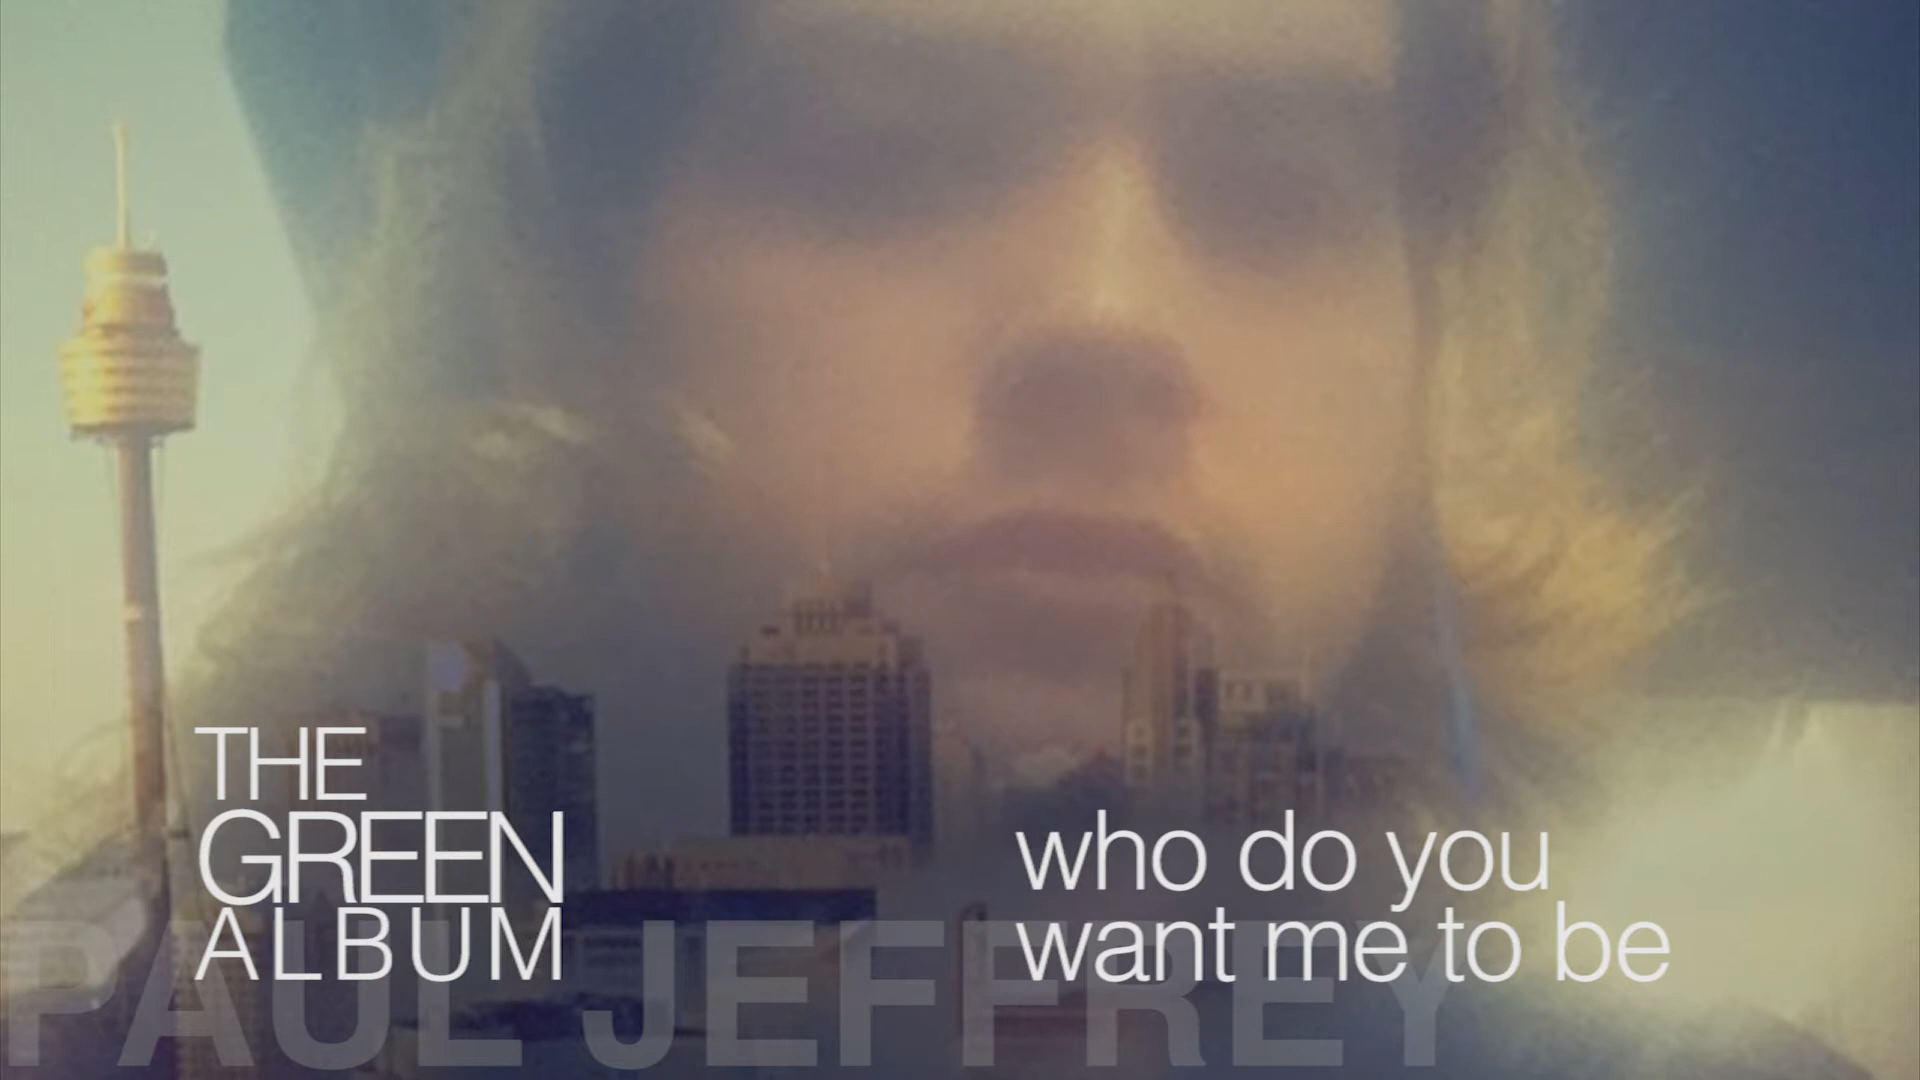 THE
GREEN
ALBUM
who do you
want me to be
PAUL JEFFREY